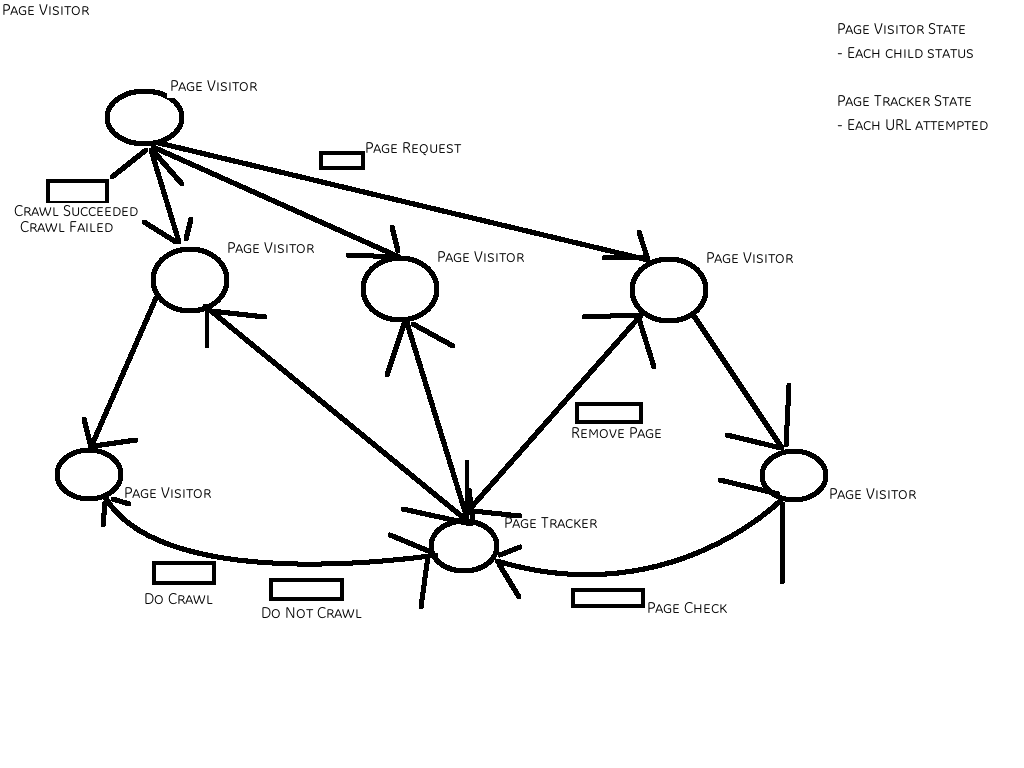 Page Visitor
Page Visitor State
- Each child status
Page Visitor
Page Tracker State
- Each URL attempted
Page Request
Crawl Succeeded
Crawl Failed
Page Visitor
Page Visitor
Page Visitor
Remove Page
Page Visitor
Page Visitor
Page Tracker
Do Crawl
Do Not Crawl
Page Check